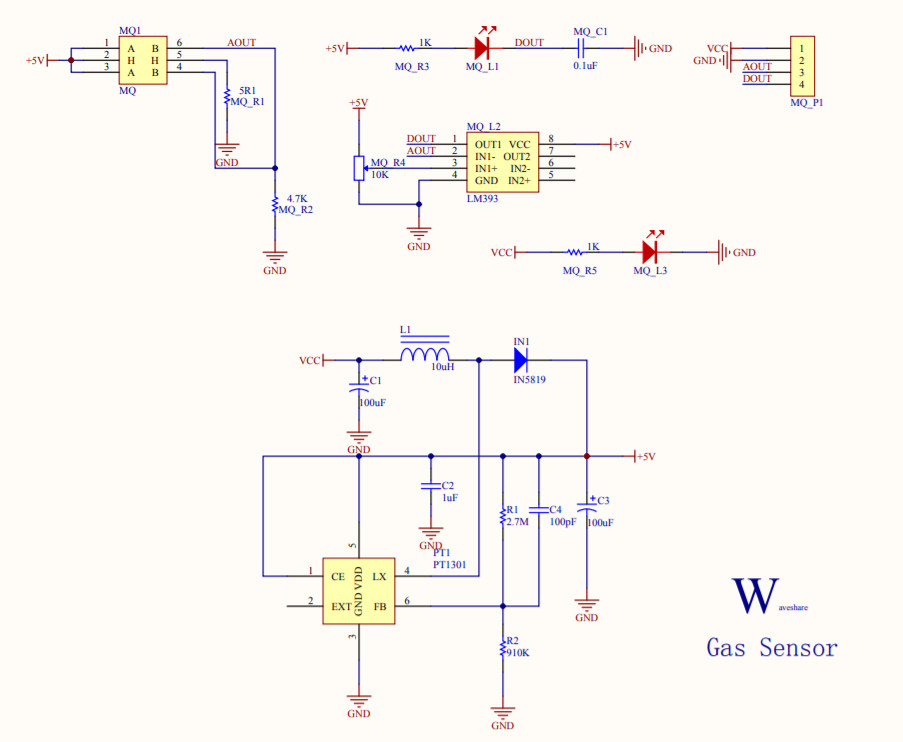 MQ1
+5V
1 A B 6 AOUT
2 H H 5
3 A B 4
MQ
5R1
MQ_R1
GND
4.7K
MQ_R2
GND
+5V 1K DOUT MQ_C1 GND
MQ_R3 MQ_L1 0.1uF
VCC 1
GND 2
AOUT 3
DOUT 4
MQ_P1
+5V
MQ_R4
10K
MQ_L2
DOUT 1 OUT1 VCC 8 +5V
AOUT 2 IN1- OUT2 7
3 IN1+ IN2- 6
4 GND IN2+ 5
LM393
GND
VCC 1K GND
MQ_R5 MQ_L3
VCC
L1
10uH
IN1
IN5819
+ C1
100uF
GND
+5V
C2
1uF
GND
R1
2.7M
C4
100pF
+ C3
100uF
GND
PT1
PT1301
5
1 CE VDD LX 4
2 EXT GND FB 6
3
GND
R2
910K
GND
Waveshare
Gas Sensor